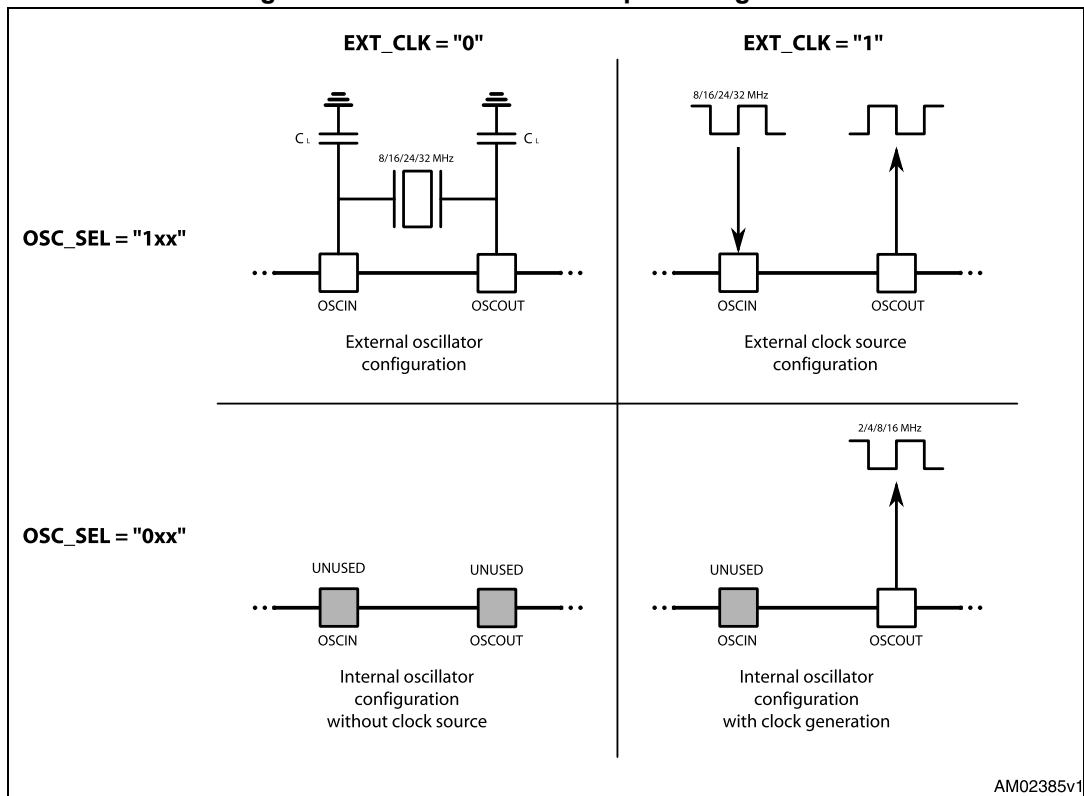 EXT_CLK = "0"
EXT_CLK = "1"
OSC_SEL = "1xx"
C L
8/16/24/32 MHz
C L
OSCIN
OSCOUT
External oscillator
configuration
8/16/24/32 MHz
OSCIN
OSCOUT
External clock source
configuration
OSC_SEL = "0xx"
UNUSED
UNUSED
OSCIN
OSCOUT
Internal oscillator
configuration
without clock source
2/4/8/16 MHz
UNUSED
OSCIN
OSCOUT
Internal oscillator
configuration
with clock generation
AM02385v1